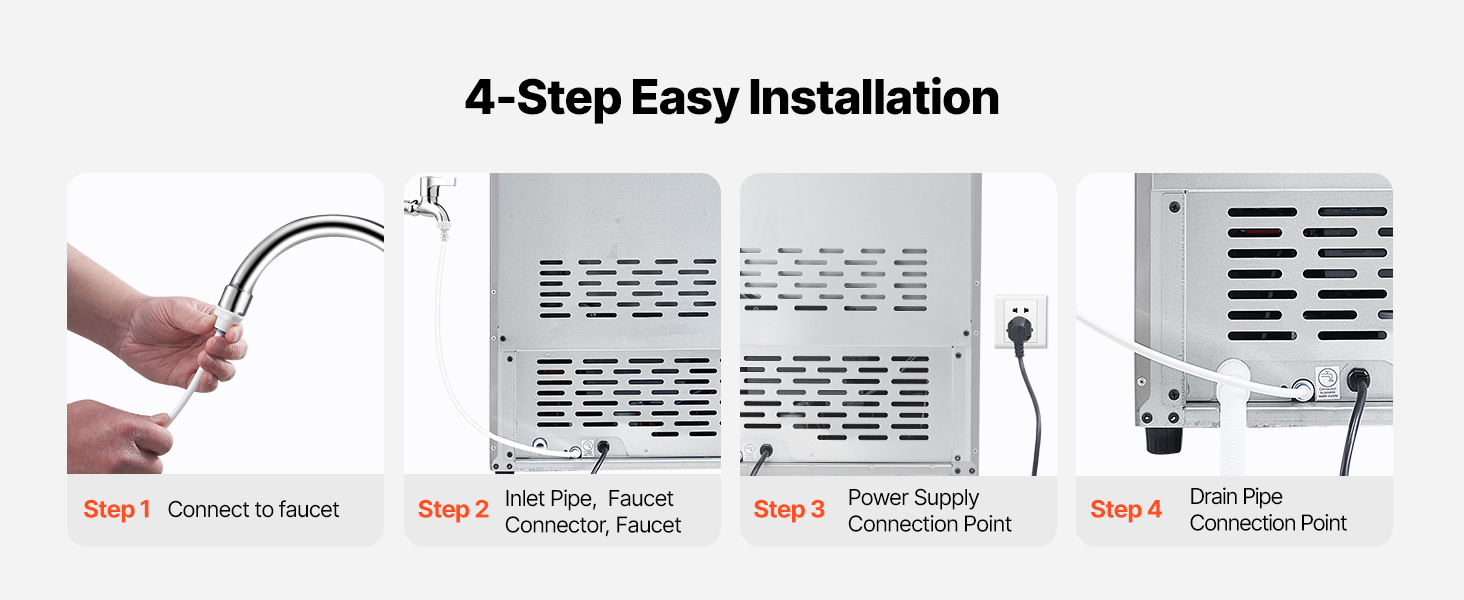 4-Step Easy Installation
Step 1 Connect to faucet
Step 2 Inlet Pipe, Faucet
Connector, Faucet
Step 3 Power Supply
Connection Point
Step 4 Drain Pipe
Connection Point